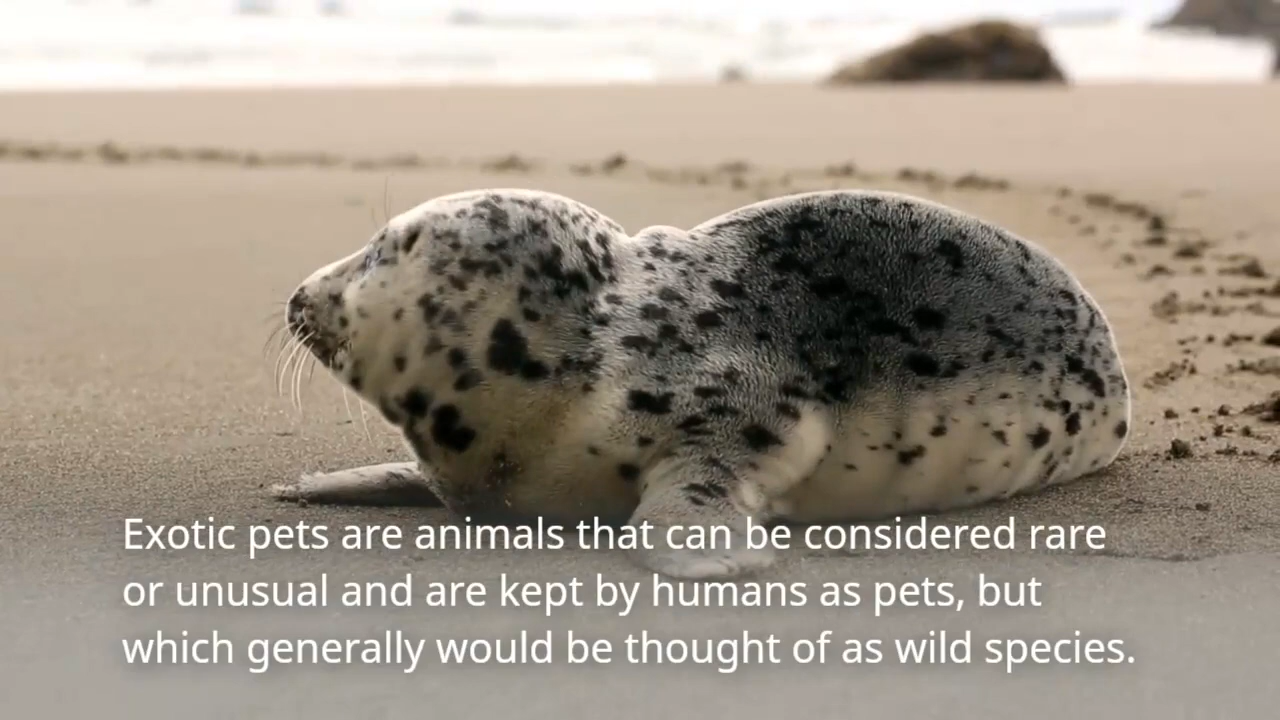 Exotic pets are animals that can be considered rare
or unusual and are kept by humans as pets, but
which generally would be thought of as wild species.